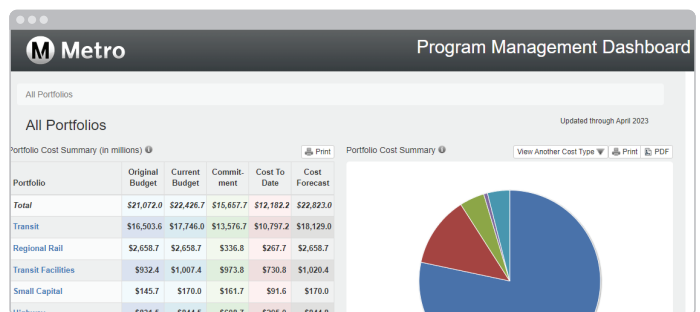 M Metro
Program Management Dashboard
All Portfolios
All Portfolios
Updated through April 2023
Portfolio Cost Summary (in millions)
Print
Portfolio Cost Summary
View Another Cost Type
Print
PDF
Portfolio Original Budget Current Budget Commit-ment Cost To Date Cost Forecast
Total $21,072.0 $22,426.7 $15,657.7 $12,182.2 $22,823.0
Transit $16,503.6 $17,746.0 $13,576.7 $10,797.2 $18,129.0
Regional Rail $2,658.7 $2,658.7 $336.8 $267.7 $2,658.7
Transit Facilities $932.4 $1,007.4 $973.8 $730.8 $1,020.4
Small Capital $145.7 $170.0 $161.7 $91.6 $170.0